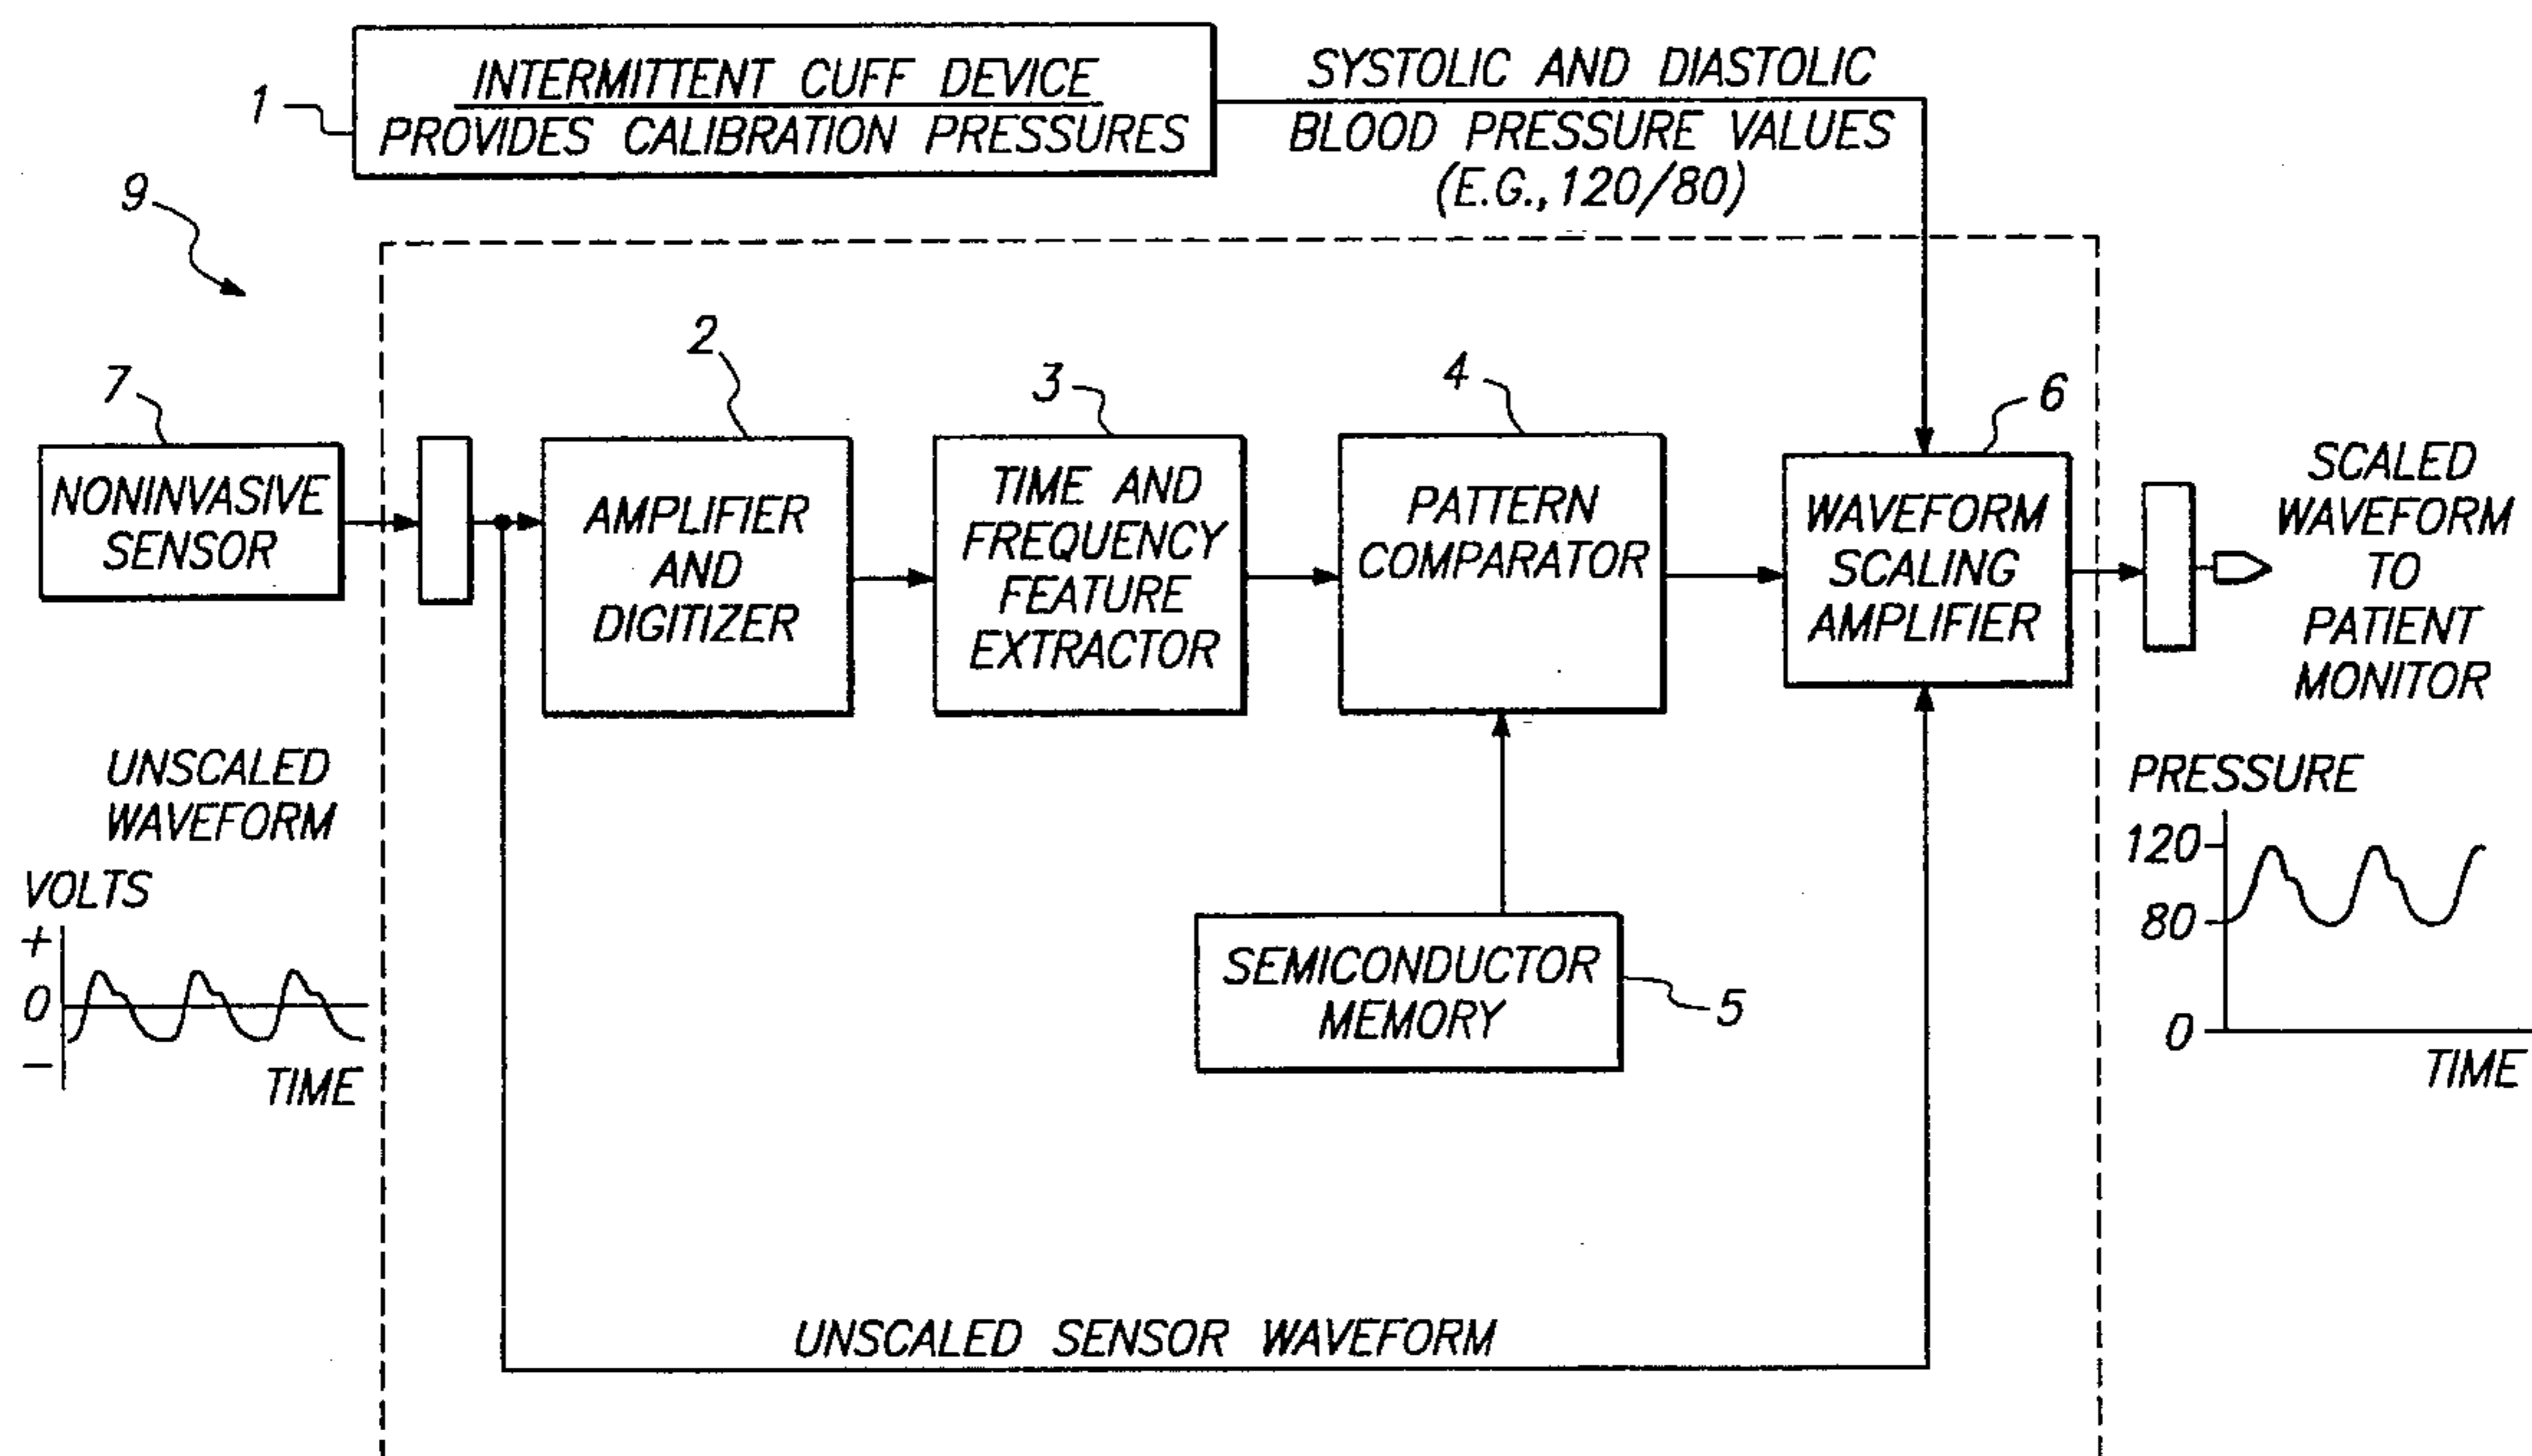 INTERMITTENT CUFF DEVICE
PROVIDES CALIBRATION PRESSURES
1
SYSTOLIC AND DIASTOLIC
BLOOD PRESSURE VALUES
(E.G., 120/80)
9
7
NONINVASIVE
SENSOR
2
AMPLIFIER
AND
DIGITIZER
3
TIME AND
FREQUENCY
FEATURE
EXTRACTOR
4
PATTERN
COMPARATOR
6
WAVEFORM
SCALING
AMPLIFIER
SCALED
WAVEFORM
TO
PATIENT
MONITOR
UNSCALED
WAVEFORM
VOLTS
+
0
−
TIME
SEMICONDUCTOR
MEMORY
5
PRESSURE
120
80
0
TIME
UNSCALED SENSOR WAVEFORM